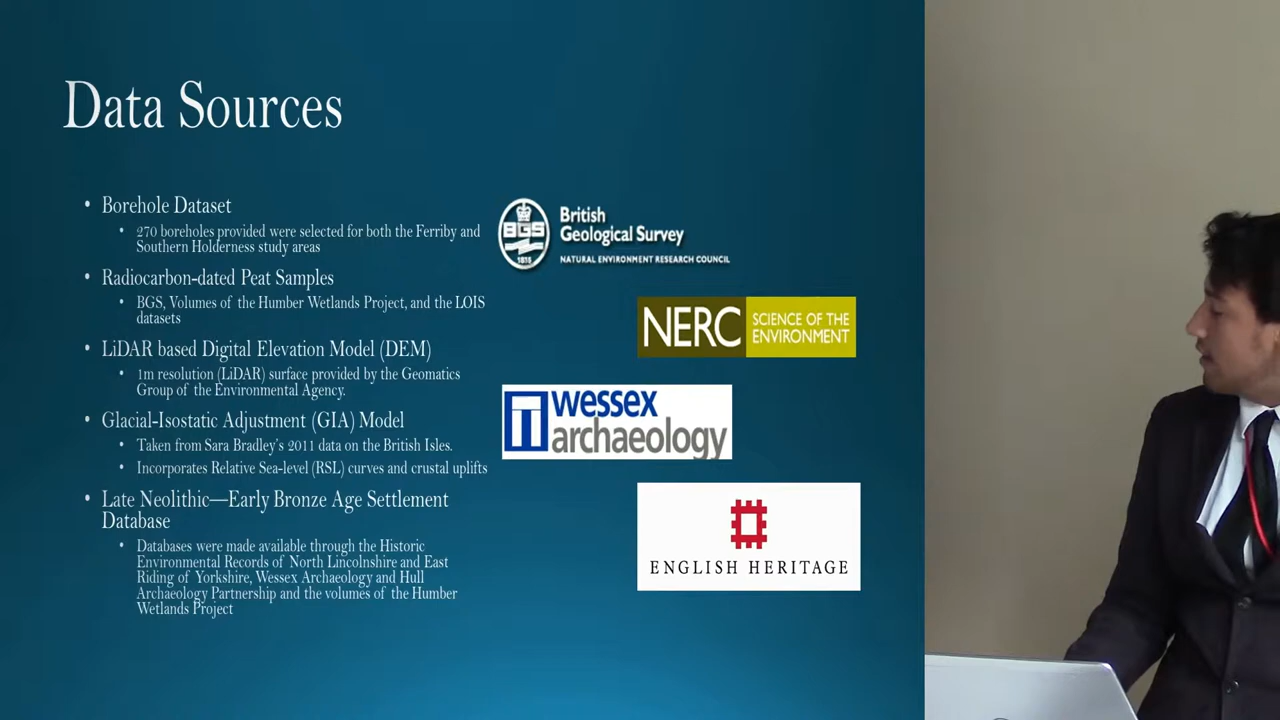 Data Sources
• Borehole Dataset
• 270 boreholes provided were selected for both the Ferriby and
Southern Holderness study areas
• Radiocarbon-dated Peat Samples
• BGS, Volumes of the Humber Wetlands Project, and the LOIS
datasets
• LiDAR based Digital Elevation Model (DEM)
• 1m resolution (LiDAR) surface provided by the Geomatics
Group of the Environmental Agency.
• Glacial-Isostatic Adjustment (GIA) Model
• Taken from Sara Bradley's 2011 data on the British Isles.
• Incorporates Relative Sea-level (RSL) curves and crustal uplifts
• Late Neolithic—Early Bronze Age Settlement
Database
• Databases were made available through the Historic
Environmental Records of North Lincolnshire and East
Riding of Yorkshire, Wessex Archaeology and Hull
Archaeology Partnership and the volumes of the Humber
Wetlands Project
BGS
1835
British
Geological Survey
NATURAL ENVIRONMENT RESEARCH COUNCIL
NERC
SCIENCE OF THE
ENVIRONMENT
wessex
archaeology
ENGLISH HERITAGE